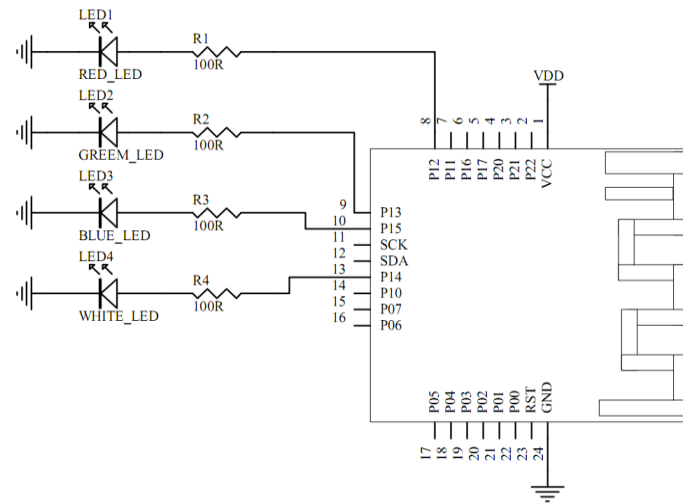 LED1
R1
RED_LED
100R
LED2
R2
GREEM_LED
100R
LED3
R3
BLUE_LED
100R
LED4
R4
WHITE_LED
100R
VDD
8 7 6 5 4 3 2 1
P12 P11 P16 P17 P20 P21 P22 VCC
9 P13
10 P15
11 SCK
12 SDA
13 P14
14 P10
15 P07
16 P06
P05 P04 P03 P02 P01 P00 RST GND
17 18 19 20 21 22 23 24